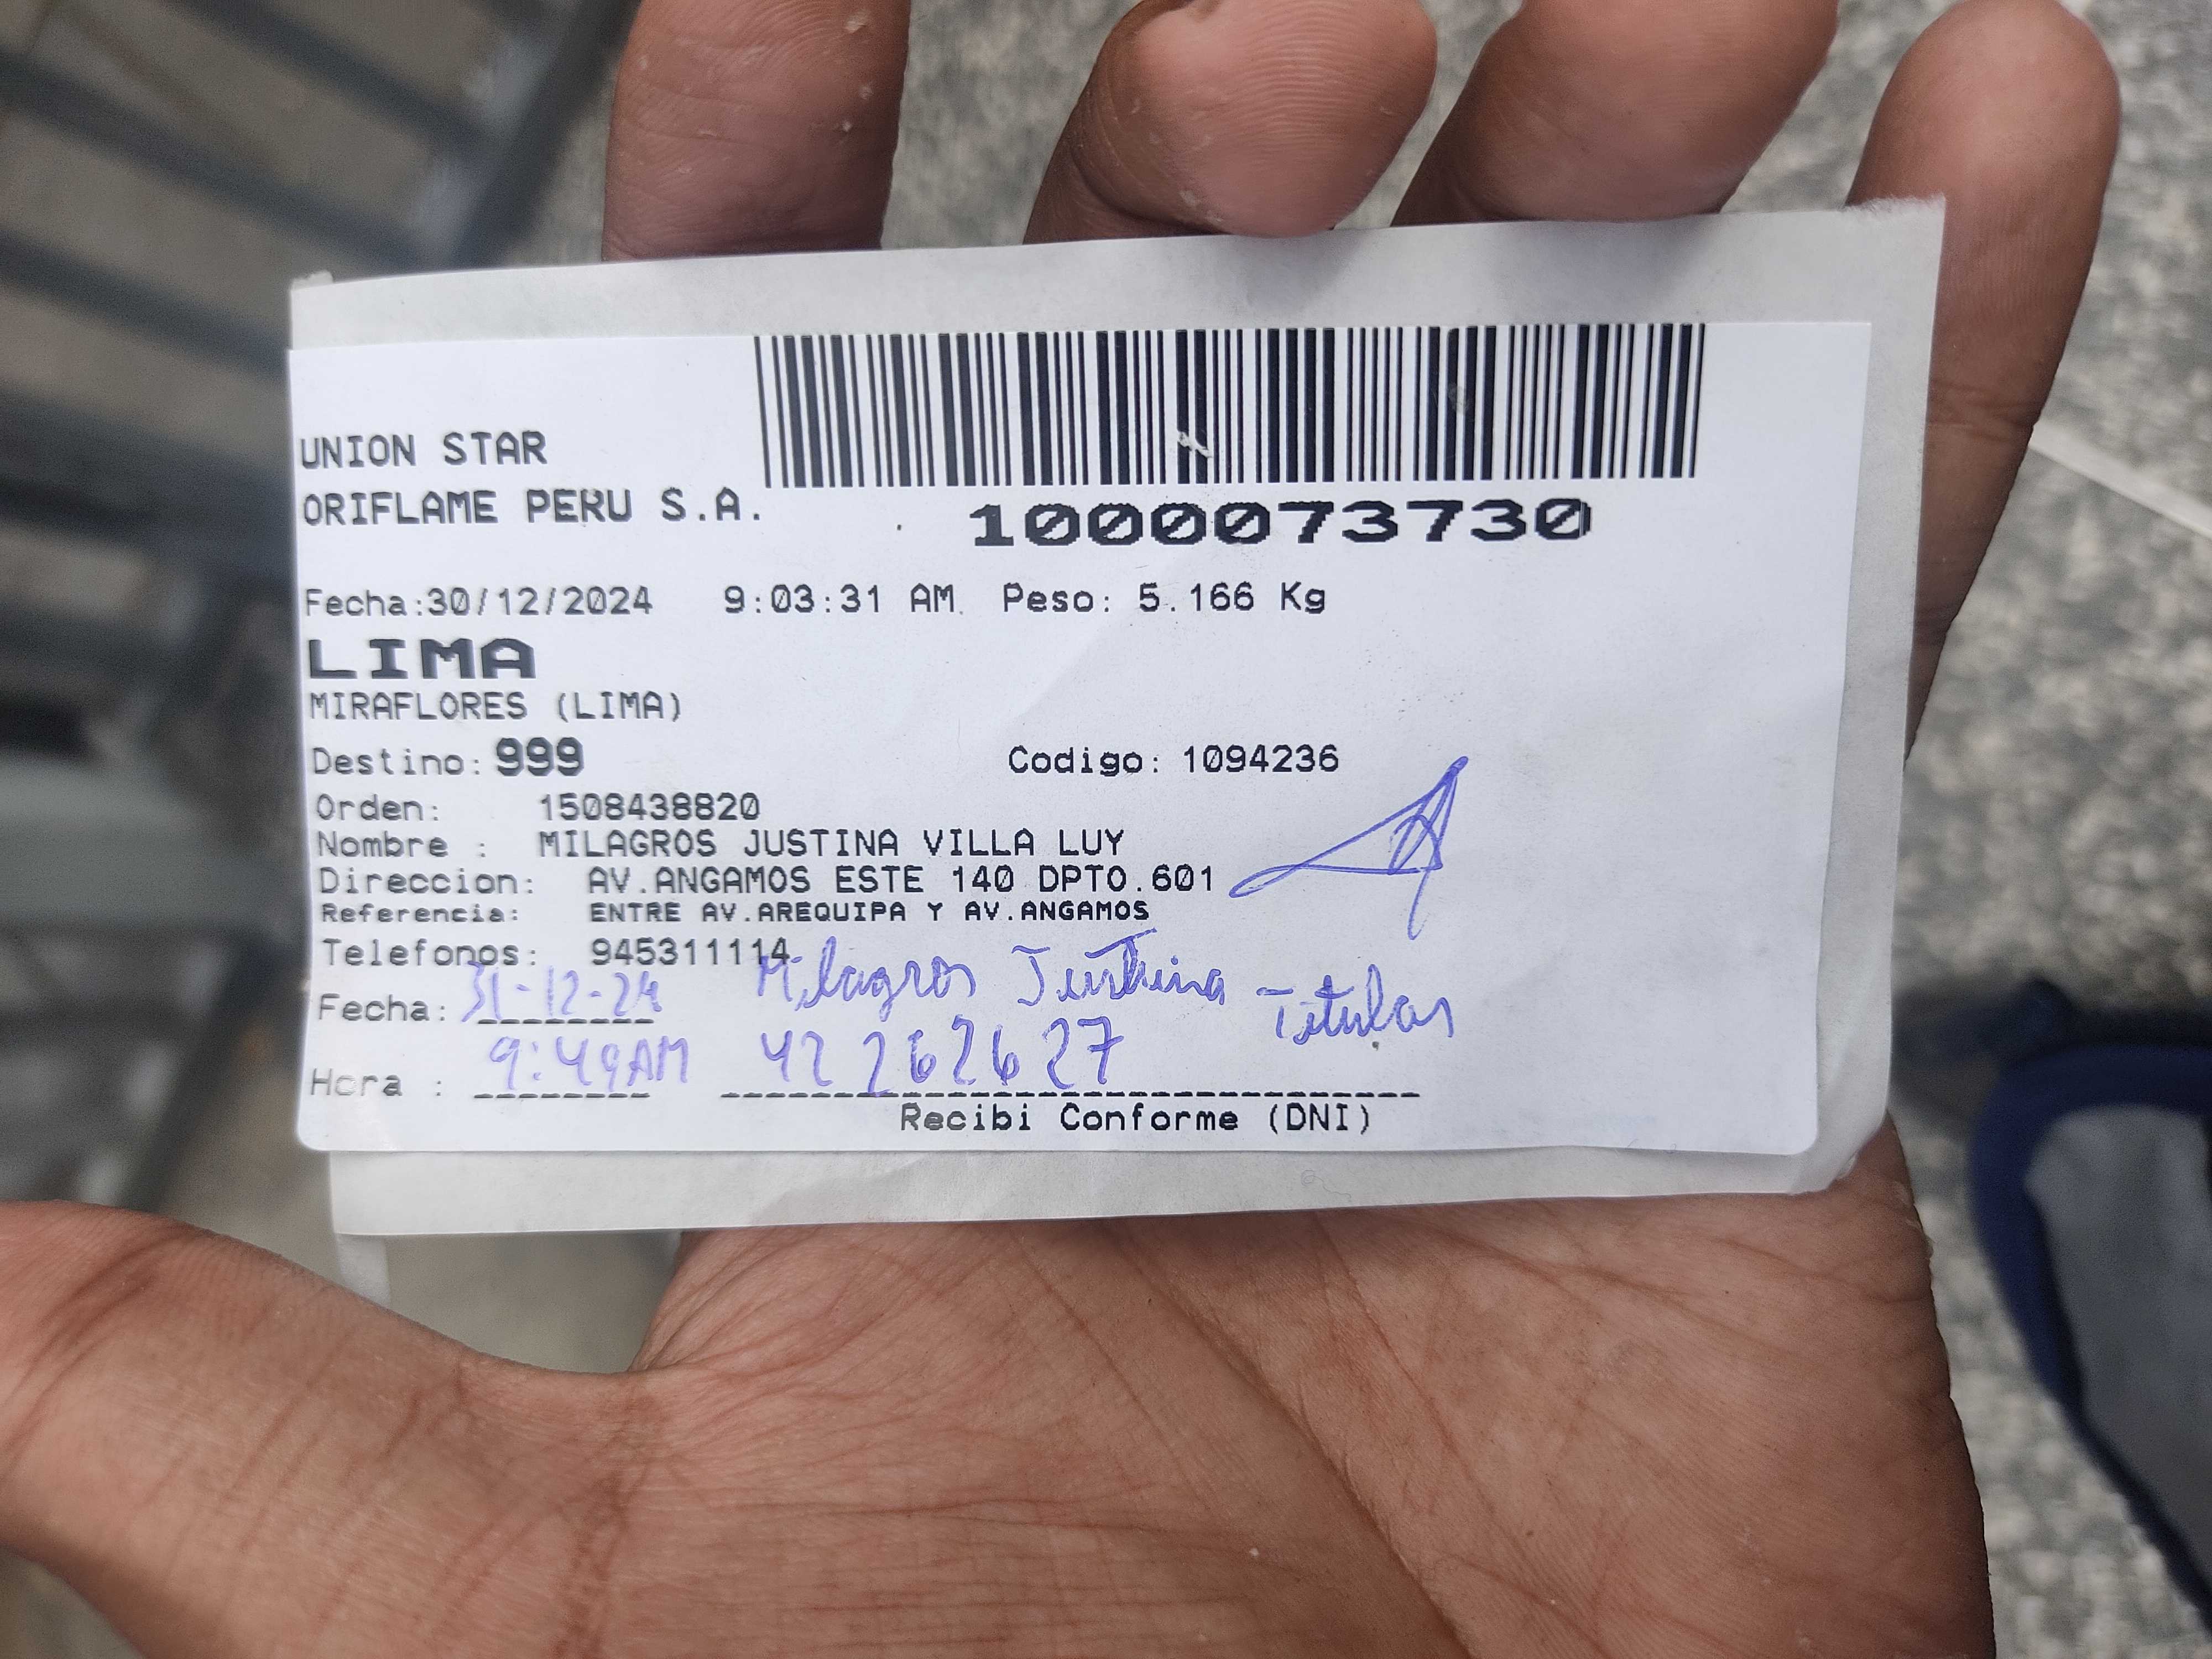 UNION STAR
ORIFLAME PERU S.A.
1000073730
Fecha:30/12/2024 9:03:31 AM. Peso: 5.166 Kg
LIMA
MIRAFLORES (LIMA)
Destino: 999 Codigo: 1094236
Orden: 1508438820
Nombre : MILAGROS JUSTINA VILLA LUY
Direccion: AV.ANGAMOS ESTE 140 DPTO.601
Referencia: ENTRE AV.AREQUIPA Y AV.ANGAMOS
Telefonos: 945311114
Milagros Justina Titular
Fecha: 31-12-24
Hora : 9:49AM 42262627
Recibi Conforme (DNI)